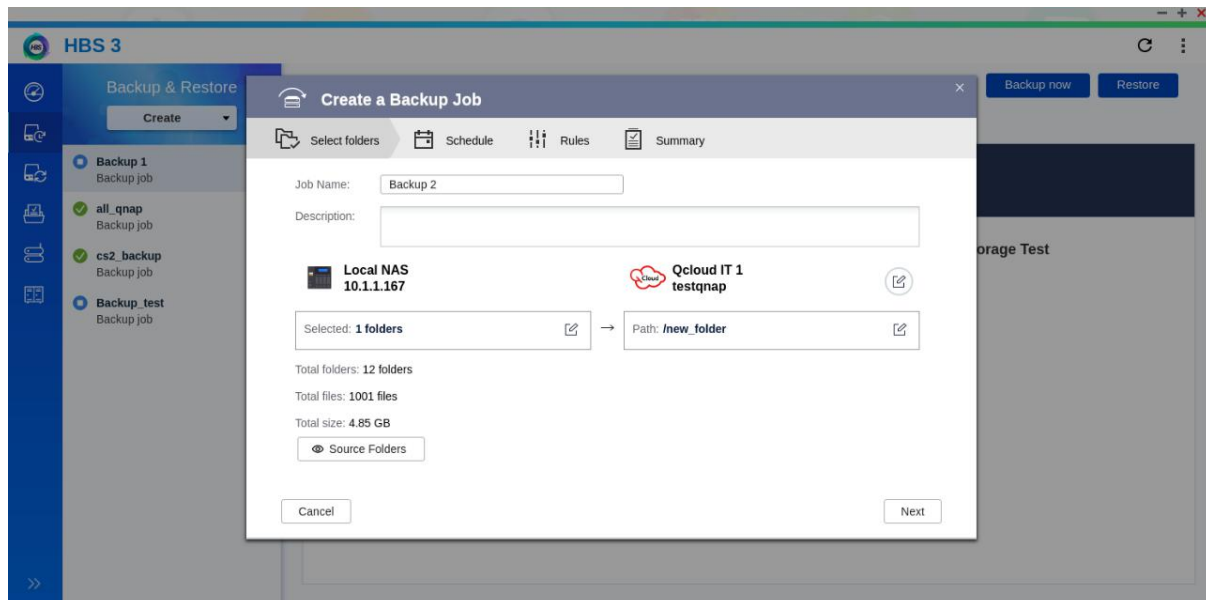 HBS 3
Backup & Restore
Create
Backup now
Restore
Backup 1
Backup job
all_qnap
Backup job
cs2_backup
Backup job
Backup_test
Backup job
orage Test
Create a Backup Job
Select folders
Schedule
Rules
Summary
Job Name:
Backup 2
Description:
Local NAS
10.1.1.167
Cloud
Qcloud IT 1
testqnap
Selected: 1 folders
→
Path: /new_folder
Total folders: 12 folders
Total files: 1001 files
Total size: 4.85 GB
Source Folders
Cancel
Next